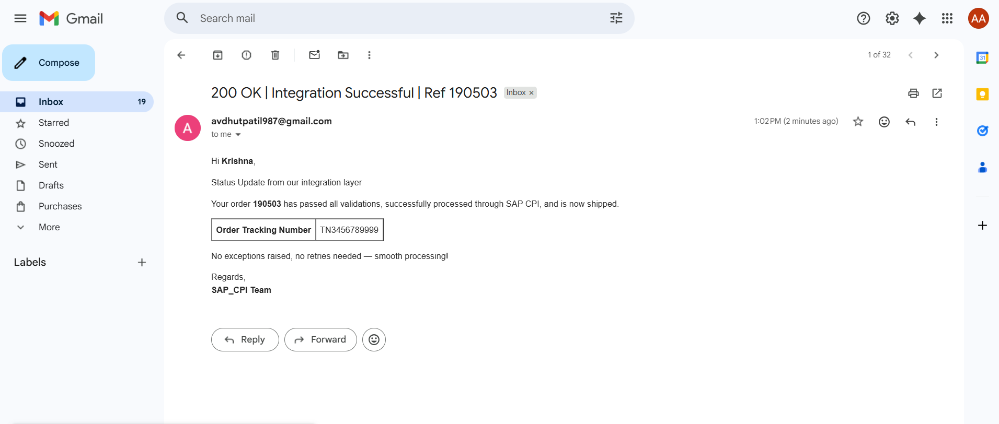 Gmail
Search mail
AA
Compose
1 of 32
31
Inbox 19
Starred
Snoozed
Sent
Drafts
Purchases
More
Labels
200 OK | Integration Successful | Ref 190503 Inbox ×
A
avdhutpatil987@gmail.com
1:02 PM (2 minutes ago)
to me
Hi Krishna,
Status Update from our integration layer
Your order 190503 has passed all validations, successfully processed through SAP CPI, and is now shipped.
Order Tracking Number TN3456789999
No exceptions raised, no retries needed — smooth processing!
Regards,
SAP_CPI Team
Reply
Forward